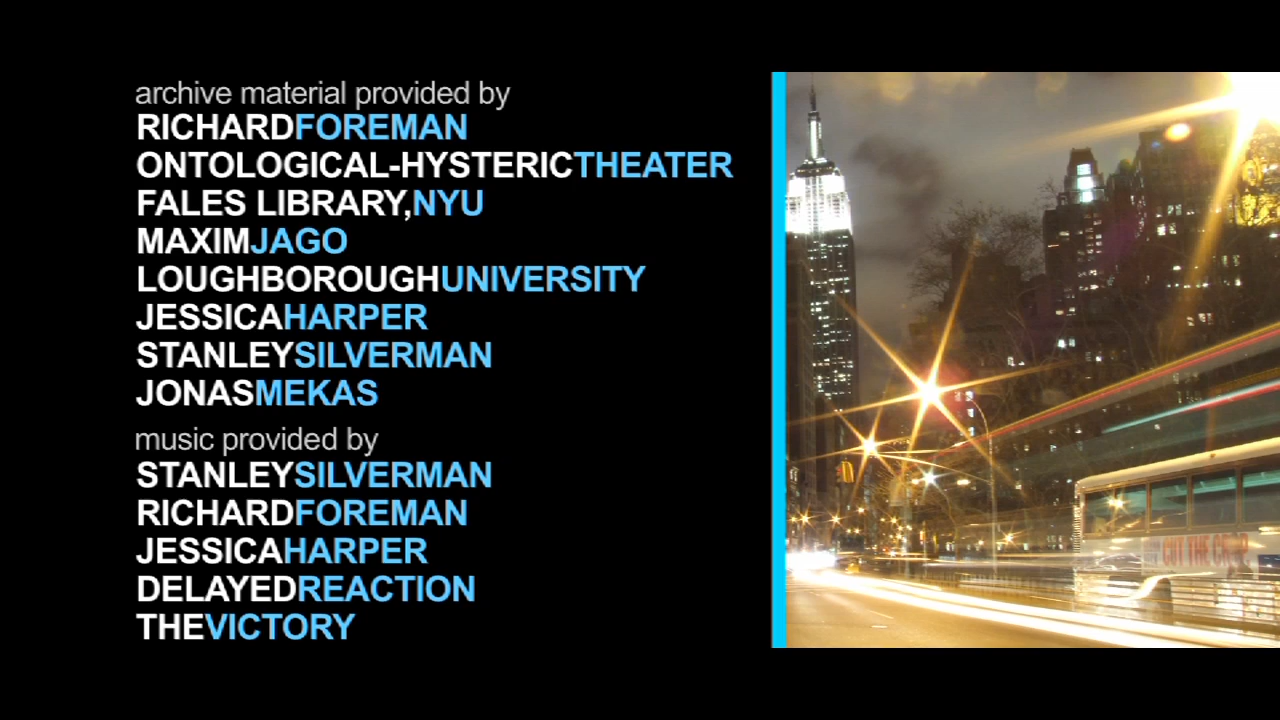 archive material provided by
RICHARDFOREMAN
ONTOLOGICAL-HYSTERICTHEATER
FALES LIBRARY,NYU
MAXIMJAGO
LOUGHBOROUGHUNIVERSITY
JESSICAHARPER
STANLEYSILVERMAN
JONASMEKAS
music provided by
STANLEYSILVERMAN
RICHARDFOREMAN
JESSICAHARPER
DELAYEDREACTION
THEVICTORY